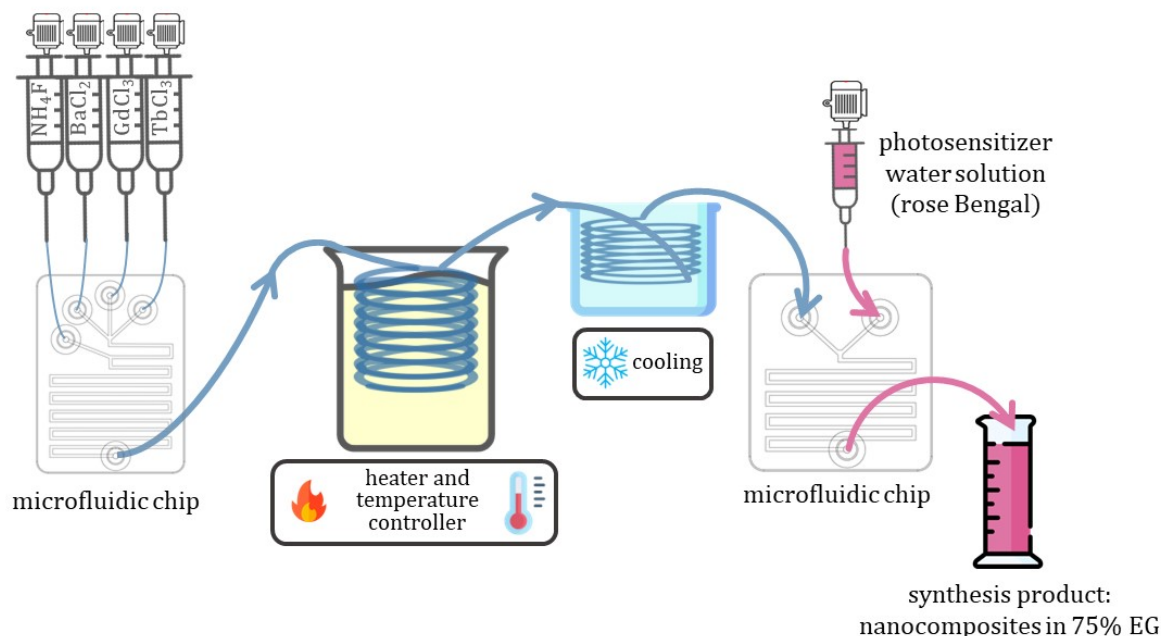 NH₄F
BaCl₂
GdCl₃
TbCl₃
photosensitizer
water solution
(rose Bengal)
cooling
microfluidic chip
heater and
temperature
controller
microfluidic chip
synthesis product:
nanocomposites in 75% EG